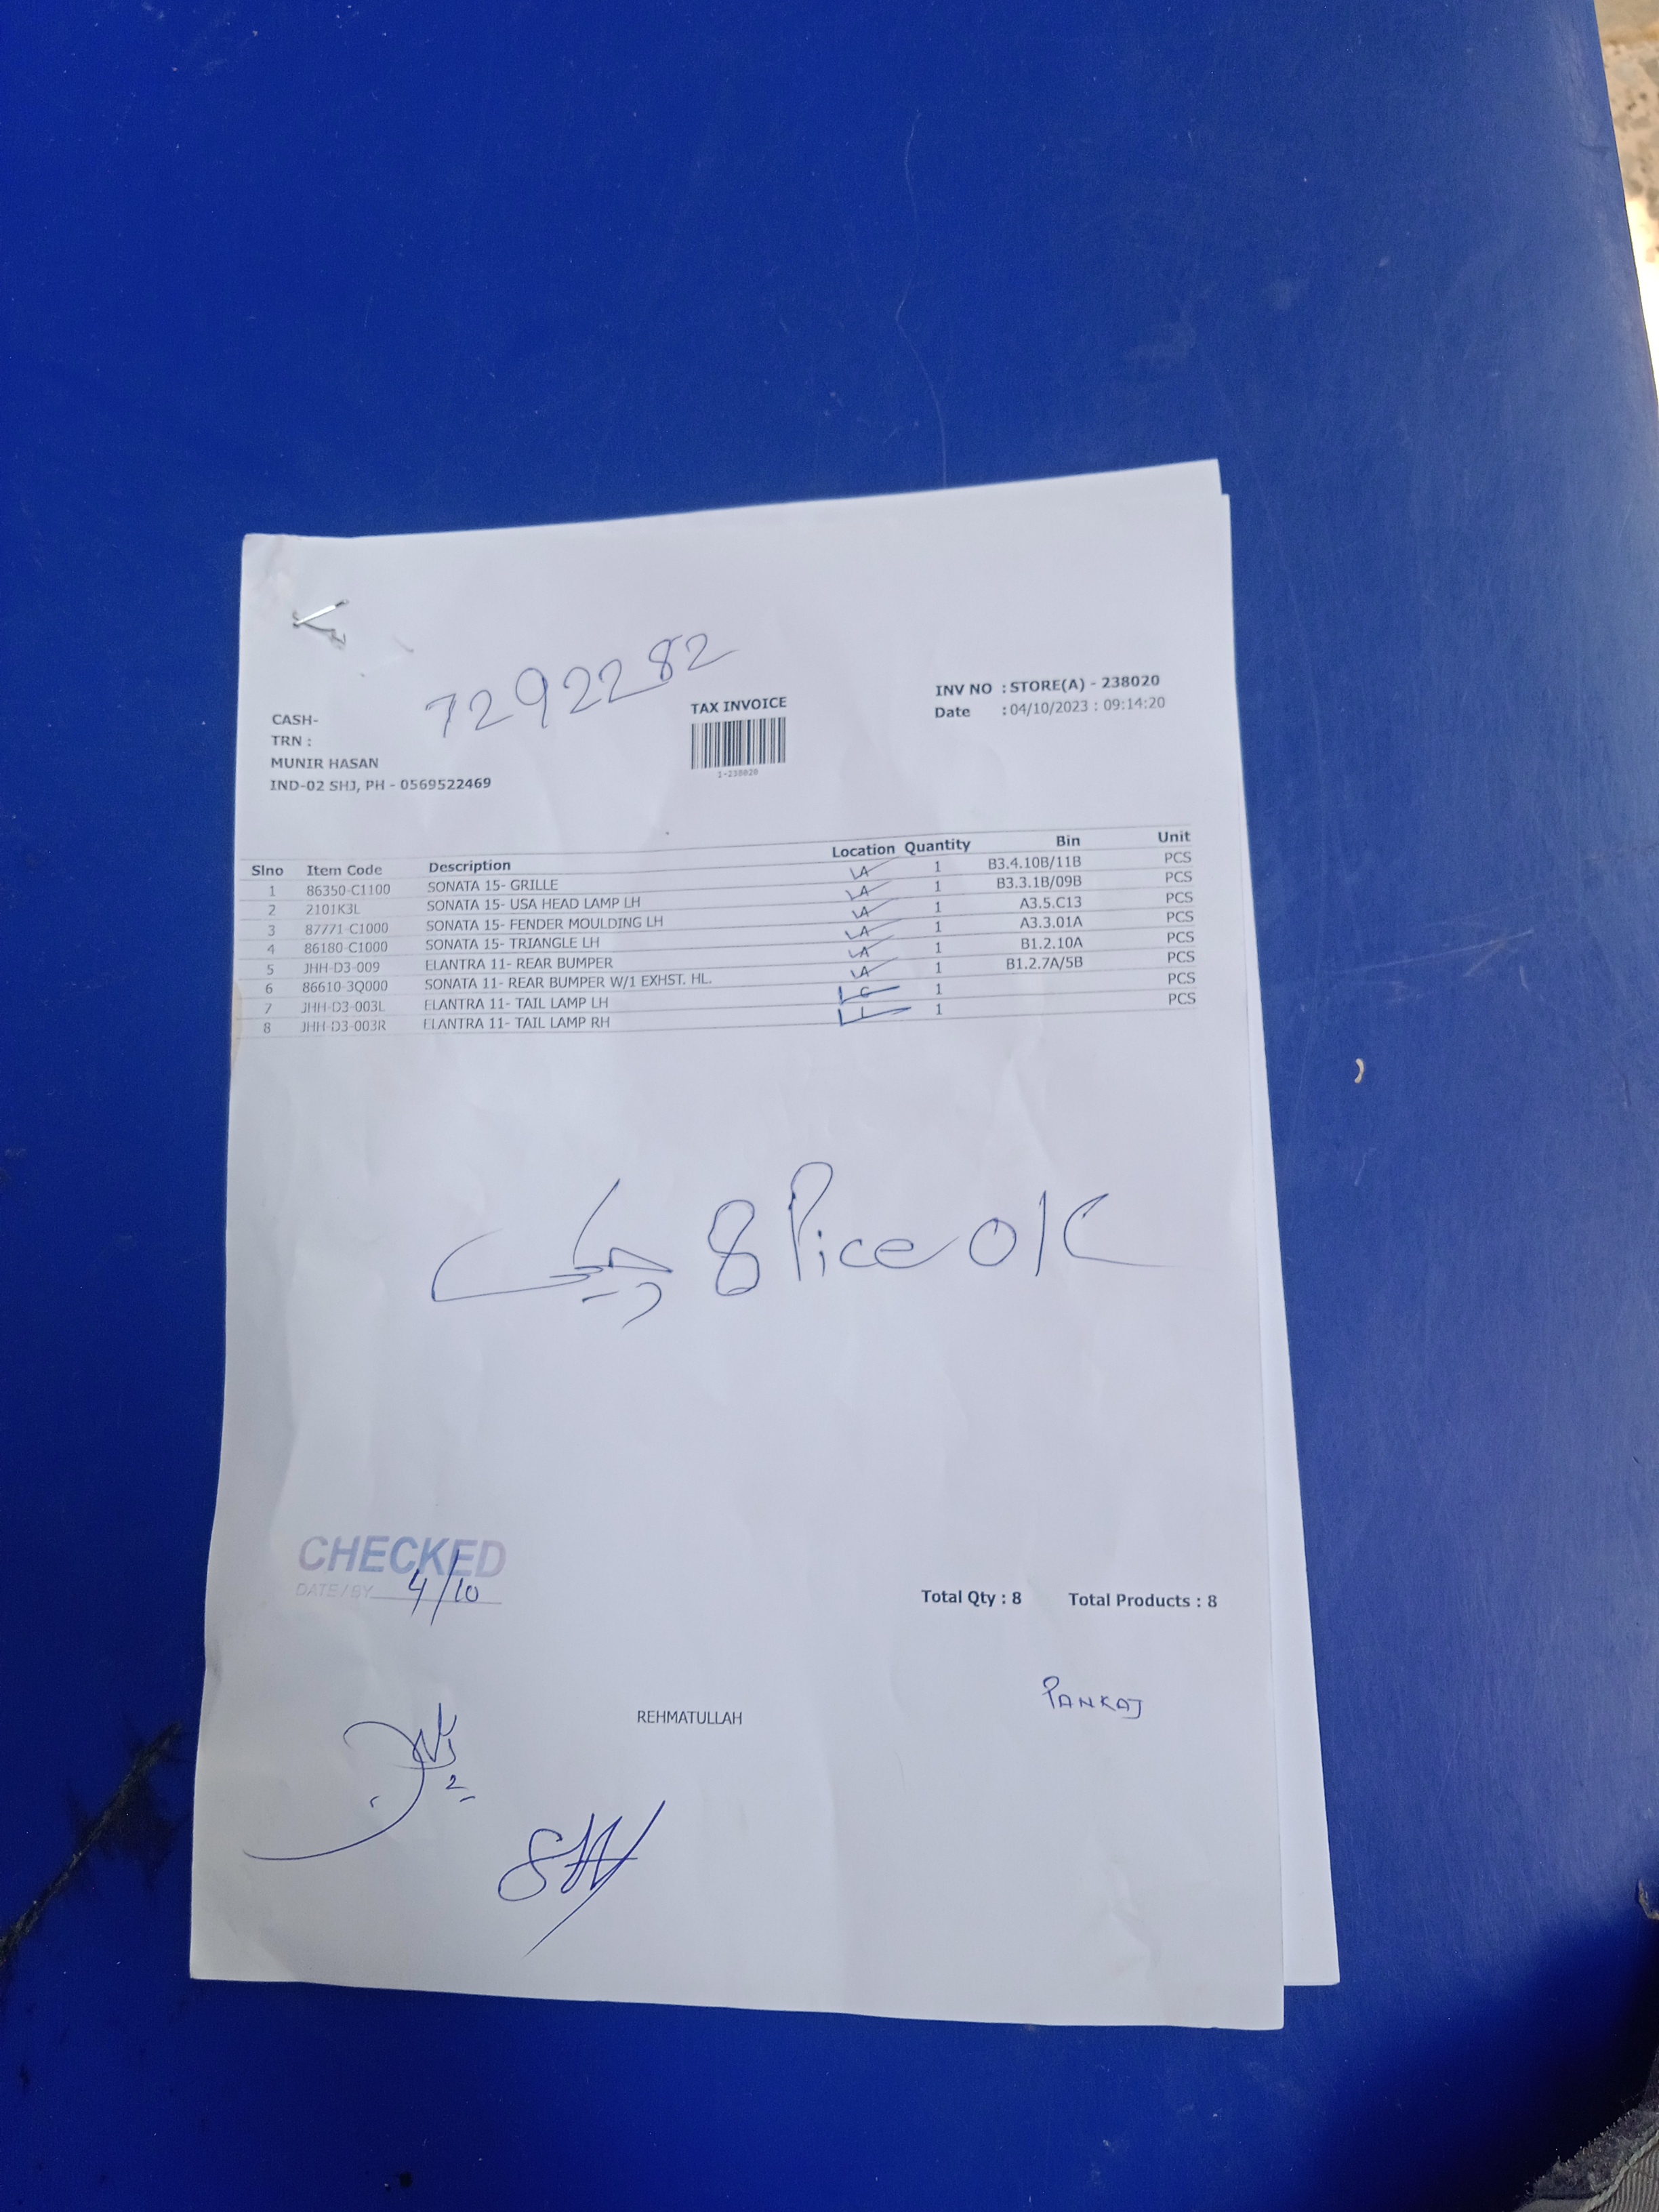 7292282
TAX INVOICE
INV NO : STORE(A) - 238020
Date : 04/10/2023 : 09:14:20
1-238020
CASH-
TRN :
MUNIR HASAN
IND-02 SHJ, PH - 0569522469
Slno Item Code Description Location Quantity Bin Unit
1 86350-C1100 SONATA 15- GRILLE LA 1 B3.4.10B/11B PCS
2 2101K3L SONATA 15- USA HEAD LAMP LH LA 1 B3.3.1B/09B PCS
3 87771-C1000 SONATA 15- FENDER MOULDING LH LA 1 A3.5.C13 PCS
4 86180-C1000 SONATA 15- TRIANGLE LH LA 1 A3.3.01A PCS
5 JHH-D3-009 ELANTRA 11- REAR BUMPER LA 1 B1.2.10A PCS
6 86610-3Q000 SONATA 11- REAR BUMPER W/1 EXHST. HL. LA 1 B1.2.7A/5B PCS
7 JHH-D3-003L ELANTRA 11- TAIL LAMP LH 1 PCS
8 JHH-D3-003R ELANTRA 11- TAIL LAMP RH 1 PCS
8 Pice OK
CHECKED
DATE/BY 4/10
Total Qty : 8 Total Products : 8
PANKAJ
REHMATULLAH